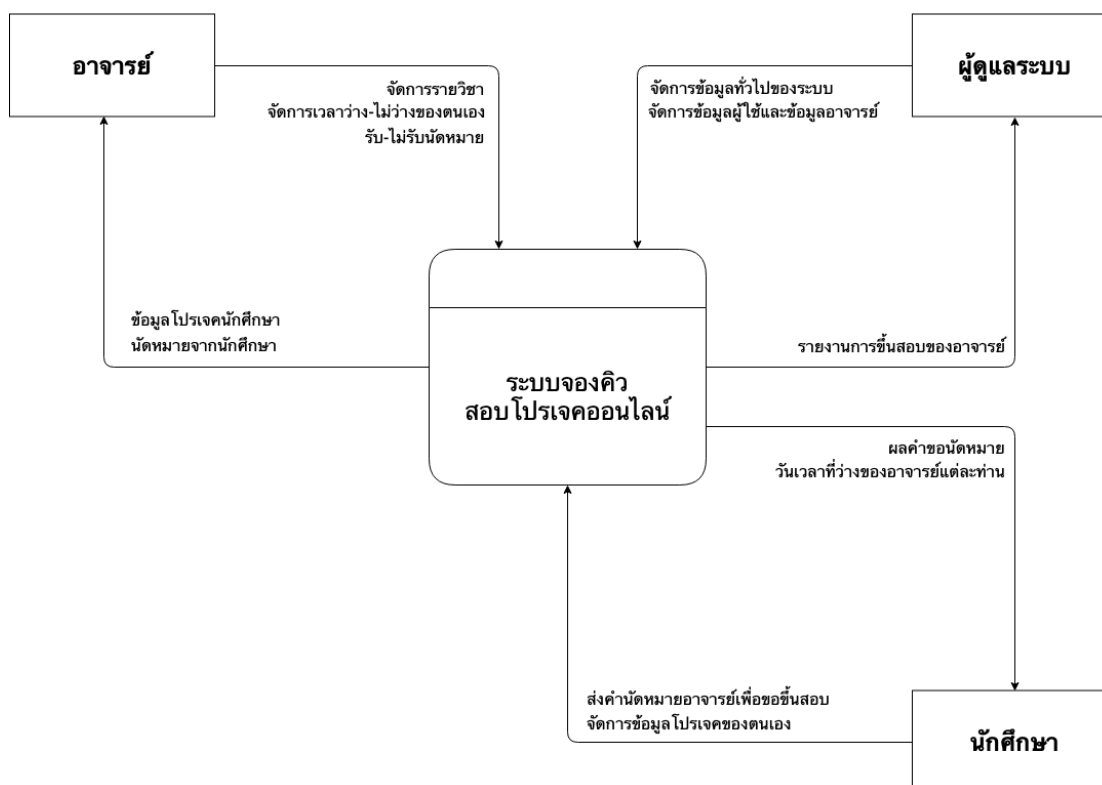 อาจารย์
ผู้ดูแลระบบ
จัดการรายวิชา
จัดการเวลาว่าง-ไม่ว่างของตนเอง
รับ-ไม่รับนัดหมาย
จัดการข้อมูลทั่วไปของระบบ
จัดการข้อมูลผู้ใช้และข้อมูลอาจารย์
ข้อมูลโปรเจคนักศึกษา
นัดหมายจากนักศึกษา
รายงานการขึ้นสอบของอาจารย์
ระบบจองคิว
สอบโปรเจคออนไลน์
ผลคำขอนัดหมาย
วันเวลาที่ว่างของอาจารย์แต่ละท่าน
ส่งคำนัดหมายอาจารย์เพื่อขอขึ้นสอบ
จัดการข้อมูลโปรเจคของตนเอง
นักศึกษา